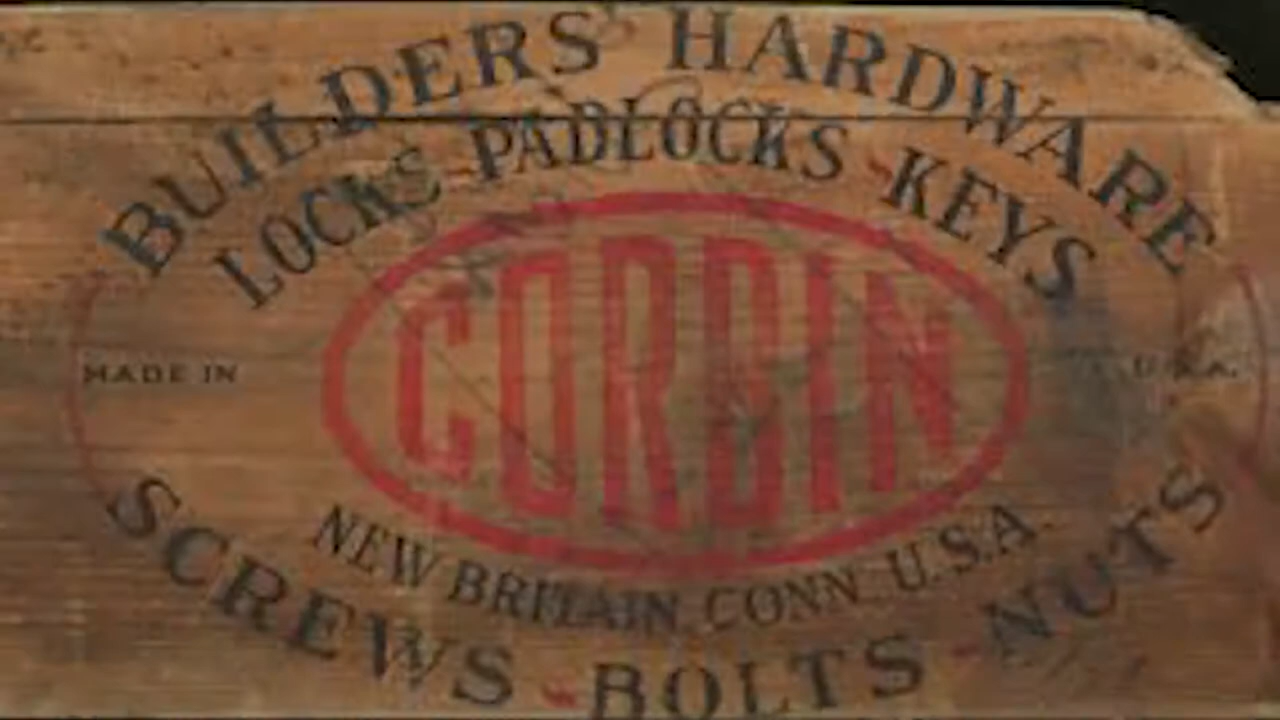 BUILDERS' HARDWARE
LOCKS-PADLOCKS-KEYS
CORBIN
MADE IN
U.S.A.
NEW BRITAIN, CONN. U.S.A.
SCREWS-BOLTS-NUTS